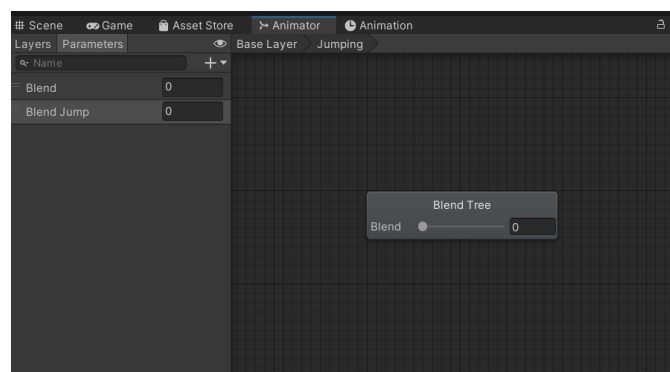 Scene Game Asset Store Animator Animation
Layers Parameters Base Layer Jumping
Name
Blend 0
Blend Jump 0
Blend Tree
Blend 0